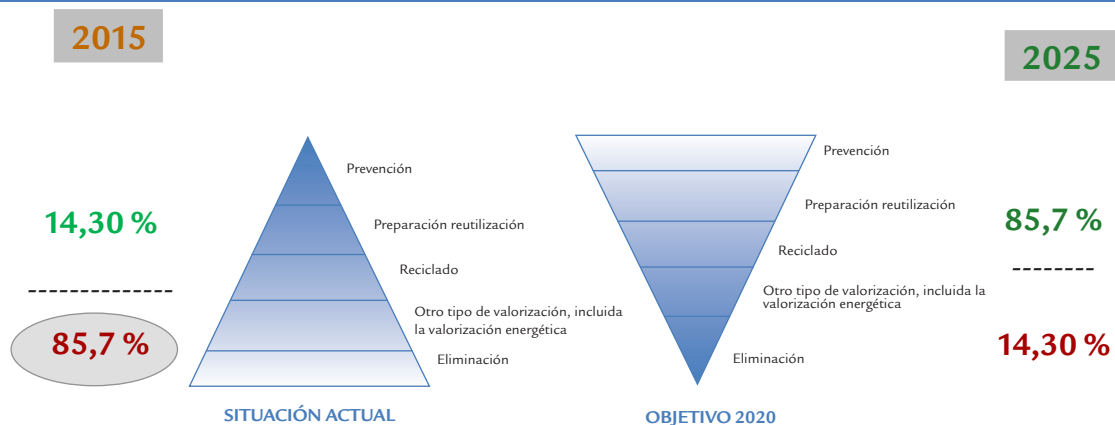 2015
2025
14,30 %
85,7 %
Prevención
Preparación reutilización
Reciclado
Otro tipo de valorización, incluida
la valorización energética
Eliminación
SITUACIÓN ACTUAL
Prevención
Preparación reutilización
Reciclado
Otro tipo de valorización, incluida la
valorización energética
Eliminación
OBJETIVO 2020
85,7 %
14,30 %